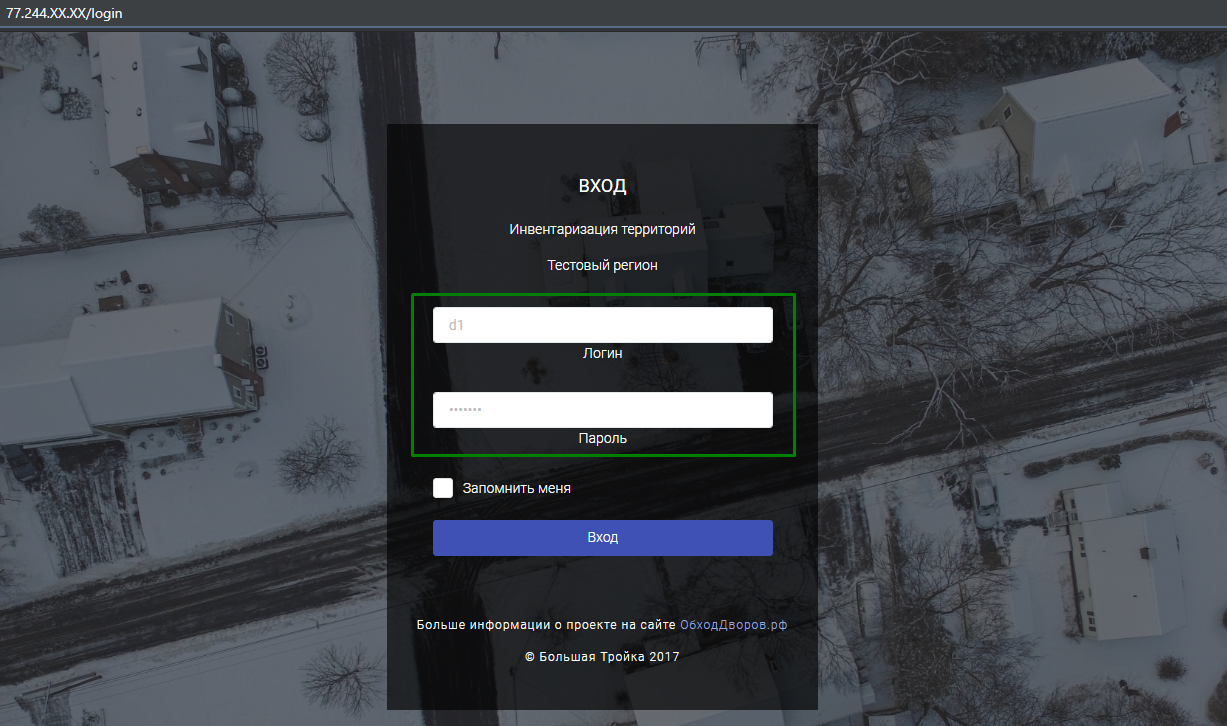 77.244.XX.XX/login
ВХОД
Инвентаризация территорий
Тестовый регион
d1
Логин
•••••••
Пароль
Запомнить меня
Вход
Больше информации о проекте на сайте ОбходДворов.рф
© Большая Тройка 2017